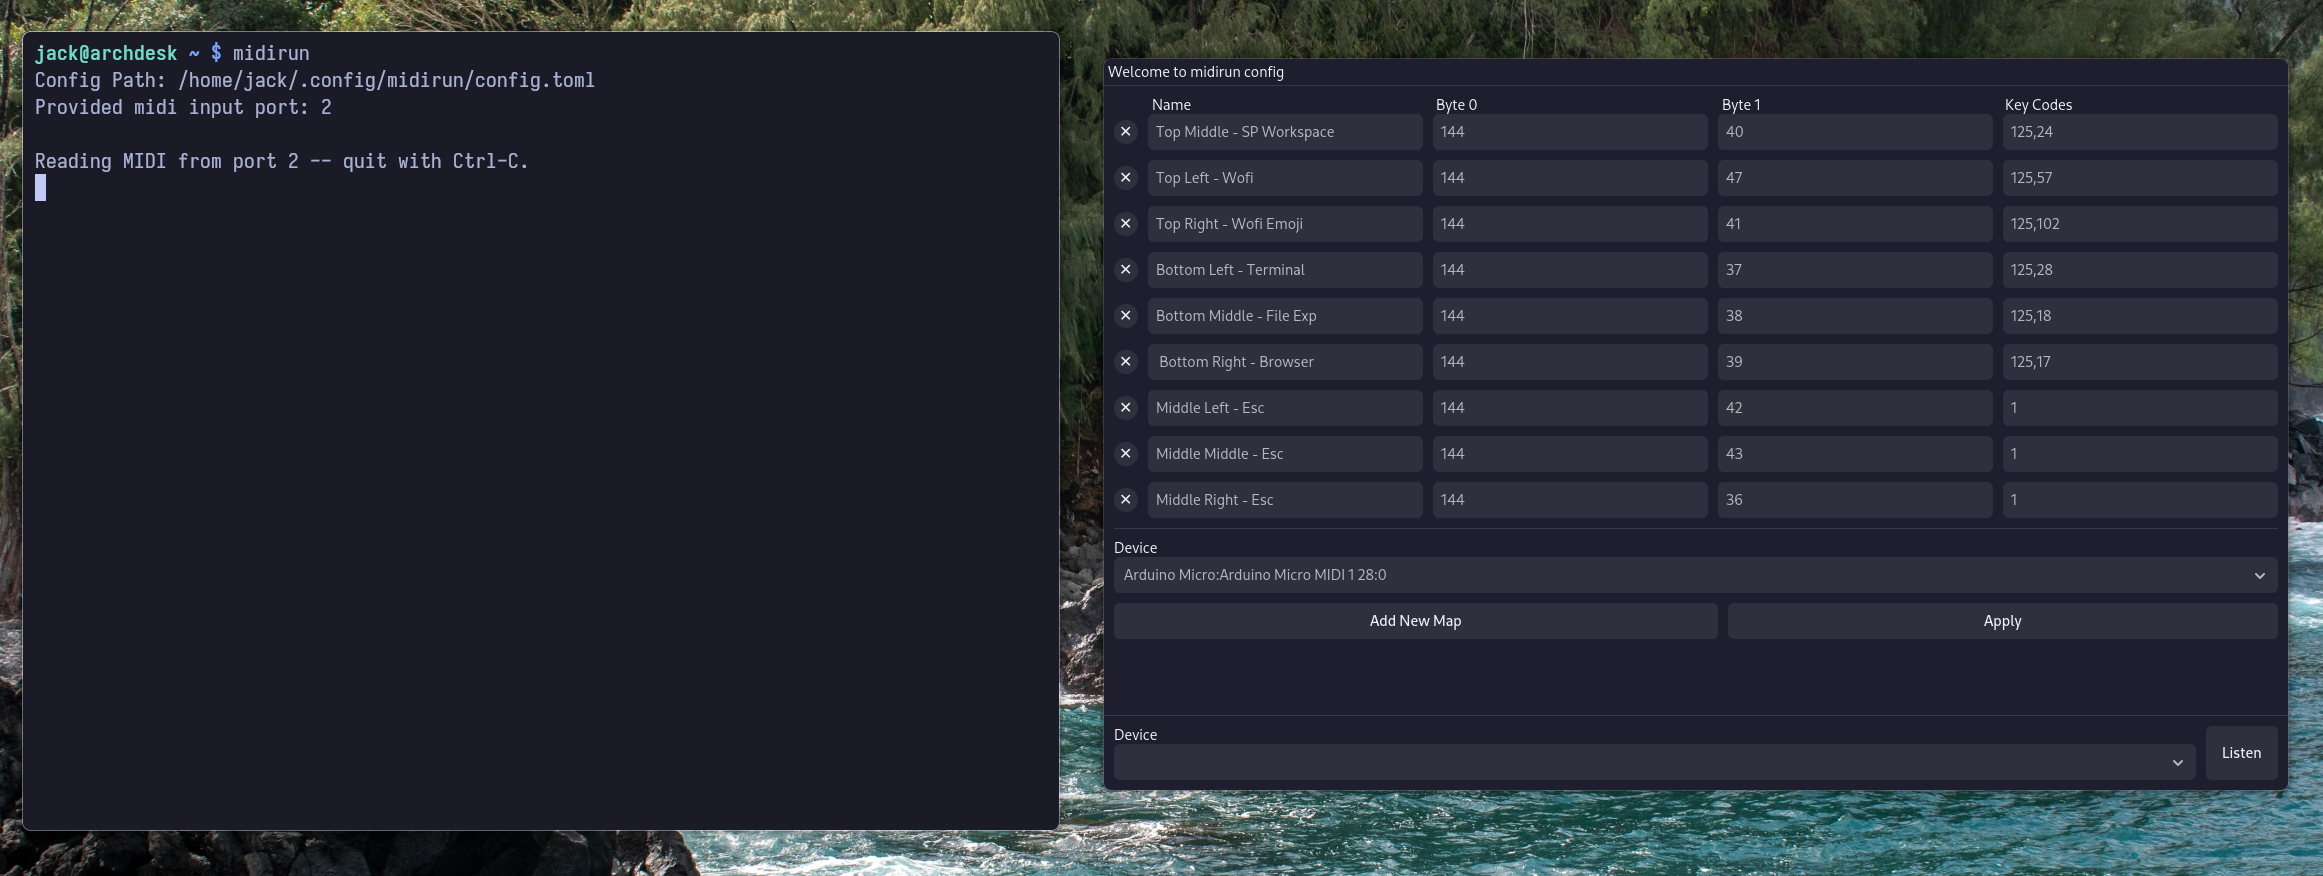 jack@archdesk ~ $ midirun
Config Path: /home/jack/.config/midirun/config.toml
Provided midi input port: 2
Reading MIDI from port 2 -- quit with Ctrl-C.
Welcome to midirun config
Name Byte 0 Byte 1 Key Codes
✕ Top Middle - SP Workspace 144 40 125,24
✕ Top Left - Wofi 144 47 125,57
✕ Top Right - Wofi Emoji 144 41 125,102
✕ Bottom Left - Terminal 144 37 125,28
✕ Bottom Middle - File Exp 144 38 125,18
✕ Bottom Right - Browser 144 39 125,17
✕ Middle Left - Esc 144 42 1
✕ Middle Middle - Esc 144 43 1
✕ Middle Right - Esc 144 36 1
Device
Arduino Micro:Arduino Micro MIDI 1 28:0
Add New Map Apply
Device
Listen